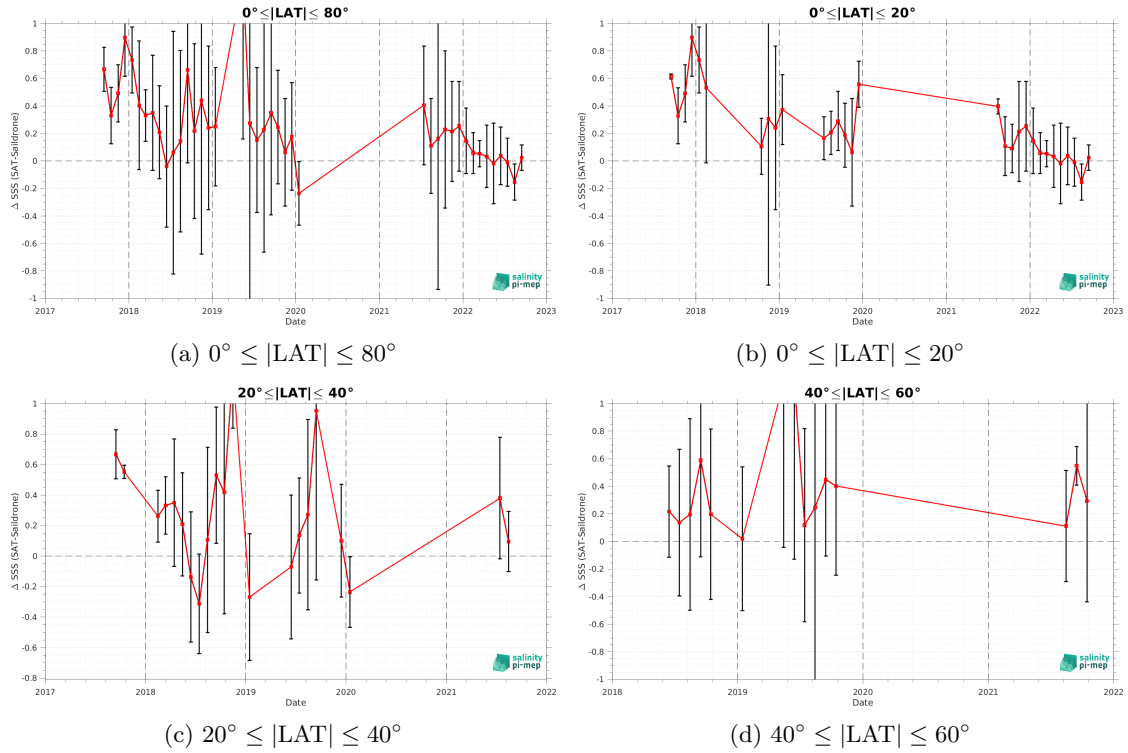 0°≤|LAT|≤ 80°
1
0.8
0.6
0.4
0.2
0
-0.2
-0.4
-0.6
-0.8
-1
Δ SSS (SAT-Saildrone)
2017
2018
2019
2020
2021
2022
2023
Date
salinity
pi-mep
(a) 0° ≤ |LAT| ≤ 80°
0°≤|LAT|≤ 20°
1
0.8
0.6
0.4
0.2
0
-0.2
-0.4
-0.6
-0.8
-1
Δ SSS (SAT-Saildrone)
2017
2018
2019
2020
2021
2022
2023
Date
salinity
pi-mep
(b) 0° ≤ |LAT| ≤ 20°
20°≤|LAT|≤ 40°
1
0.8
0.6
0.4
0.2
0
-0.2
-0.4
-0.6
-0.8
Δ SSS (SAT-Saildrone)
2017
2018
2019
2020
2021
2022
Date
salinity
pi-mep
(c) 20° ≤ |LAT| ≤ 40°
40°≤|LAT|≤ 60°
1
0.8
0.6
0.4
0.2
0
-0.2
-0.4
-0.6
-0.8
-1
Δ SSS (SAT-Saildrone)
2018
2019
2020
2021
2022
Date
salinity
pi-mep
(d) 40° ≤ |LAT| ≤ 60°